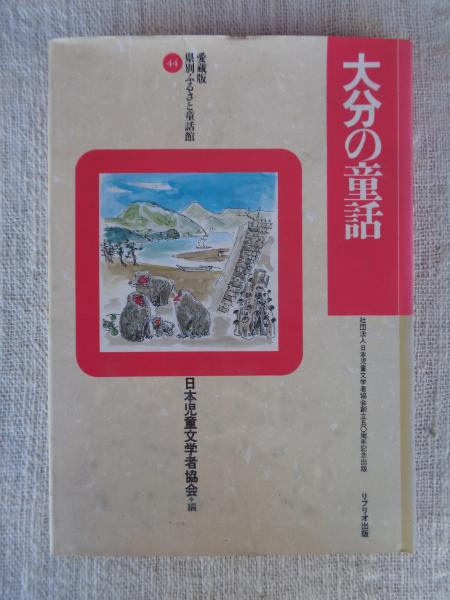 大分の童話
愛蔵版
県別ふるさと童話館
44
日本児童文学者協会・編
社団法人日本児童文学者協会創立五〇周年記念出版
リブリオ出版